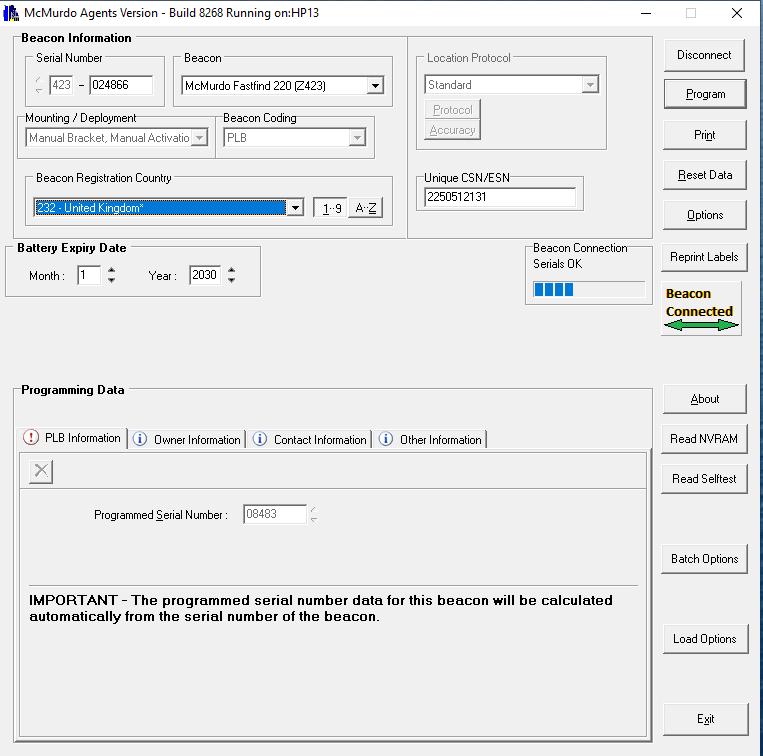 McMurdo Agents Version - Build 8268 Running on:HP13
Beacon Information
Serial Number
423 - 024866
Beacon
McMurdo Fastfind 220 (Z423)
Location Protocol
Standard
Protocol
Accuracy
Mounting / Deployment
Manual Bracket, Manual Activatio
Beacon Coding
PLB
Beacon Registration Country
232 - United Kingdom*
1··9
A··Z
Unique CSN/ESN
2250512131
Battery Expiry Date
Month : 1
Year : 2030
Beacon Connection
Serials OK
Disconnect
Program
Print
Reset Data
Options
Reprint Labels
Beacon
Connected
About
Read NVRAM
Read Selftest
Batch Options
Load Options
Exit
Programming Data
PLB Information
Owner Information
Contact Information
Other Information
Programmed Serial Number : 08483
IMPORTANT - The programmed serial number data for this beacon will be calculated
automatically from the serial number of the beacon.